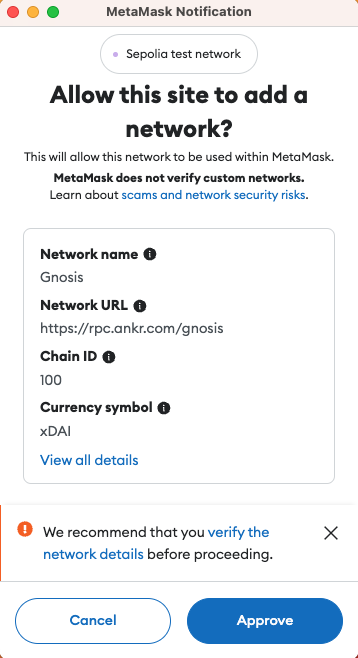 MetaMask Notification
Sepolia test network
Allow this site to add a
network?
This will allow this network to be used within MetaMask.
MetaMask does not verify custom networks.
Learn about scams and network security risks.
Network name
Gnosis
Network URL
https://rpc.ankr.com/gnosis
Chain ID
100
Currency symbol
xDAI
View all details
We recommend that you verify the
network details before proceeding.
Cancel
Approve